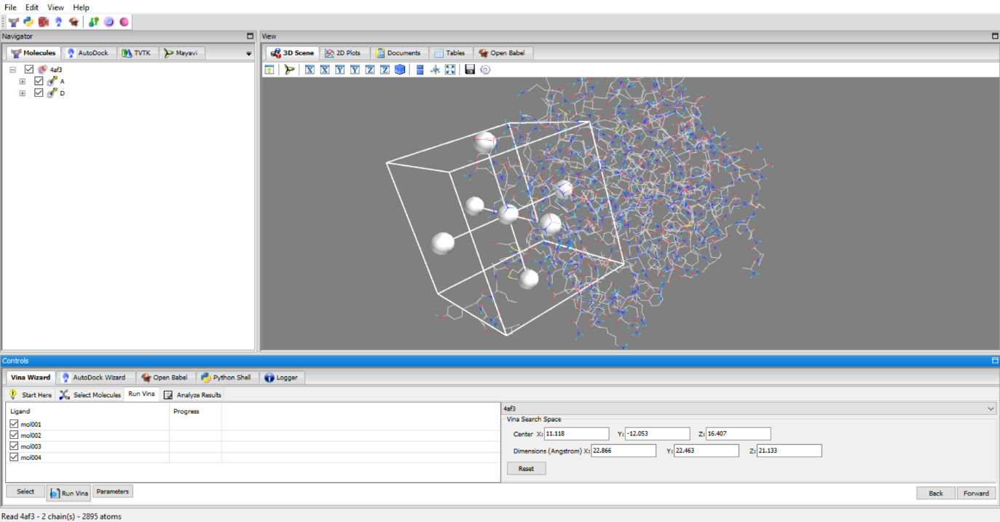 File Edit View Help
Navigator
View
Molecules AutoDock TVTK Mayavi
3D Scene 2D Plots Documents Tables Open Babel
X X Y Y Z Z
4af3
A
D
Controls
Vina Wizard AutoDock Wizard Open Babel Python Shell Logger
Start Here Select Molecules Run Vina Analyze Results
Ligand Progress
mol001
mol002
mol003
mol004
4af3
Vina Search Space
Center X: 11.118 Y: -12.053 Z: 16.407
Dimensions (Angstrom) X: 22.866 Y: 22.463 Z: 21.133
Reset
Select Run Vina Parameters
Back Forward
Read 4af3 - 2 chain(s) - 2895 atoms